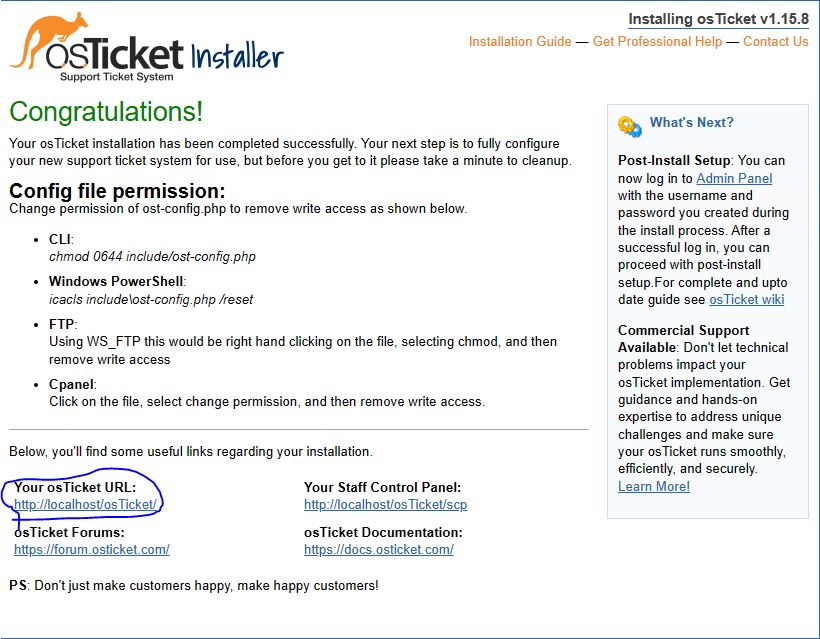 osTicket Installer
Support Ticket System
Installing osTicket v1.15.8
Installation Guide — Get Professional Help — Contact Us
Congratulations!
Your osTicket installation has been completed successfully. Your next step is to fully configure
your new support ticket system for use, but before you get to it please take a minute to cleanup.
Config file permission:
Change permission of ost-config.php to remove write access as shown below.
• CLI:
chmod 0644 include/ost-config.php
• Windows PowerShell:
icacls include\ost-config.php /reset
• FTP:
Using WS_FTP this would be right hand clicking on the file, selecting chmod, and then
remove write access
• Cpanel:
Click on the file, select change permission, and then remove write access.
Below, you'll find some useful links regarding your installation.
Your osTicket URL:
http://localhost/osTicket/
Your Staff Control Panel:
http://localhost/osTicket/scp
osTicket Forums:
https://forum.osticket.com/
osTicket Documentation:
https://docs.osticket.com/
PS: Don't just make customers happy, make happy customers!
What's Next?
Post-Install Setup: You can
now log in to Admin Panel
with the username and
password you created during
the install process. After a
successful log in, you can
proceed with post-install
setup.For complete and upto
date guide see osTicket wiki
Commercial Support
Available: Don't let technical
problems impact your
osTicket implementation. Get
guidance and hands-on
expertise to address unique
challenges and make sure
your osTicket runs smoothly,
efficiently, and securely.
Learn More!